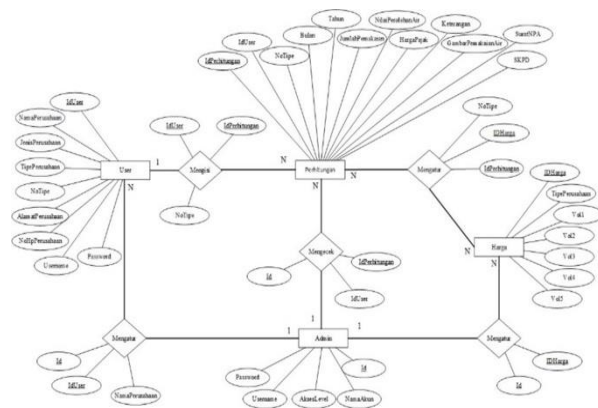 Tahun
Bulan
NilaiPerolehanAir
Keterangan
SuratNPA
IdUser
JumlahPemakaian
HargaPajak
GambarPemakaianAir
IdPerhitungan
NoTipe
SKPD
IdUser
NamaPerusahaan
JenisPerusahaan
TipePerusahaan
NoTipe
AlamatPerusahaan
NoHpPerusahaan
Username
Password
User
1
IdUser
IdPerhitungan
Mengisi
NoTipe
N
Perhitungan
N
N
N
NoTipe
IDHarga
IdPerhitungan
Mengatur
IDHarga
TipePerusahaan
Vol1
Vol2
Vol3
Vol4
Vol5
Harga
N
N
Mengecek
Id
IdPerhitungan
IdUser
Mengatur
Id
IdUser
NamaPerusahaan
1
1
1
Admin
Password
Username
AksesLevel
NamaAkun
Id
Mengatur
IDHarga
Id